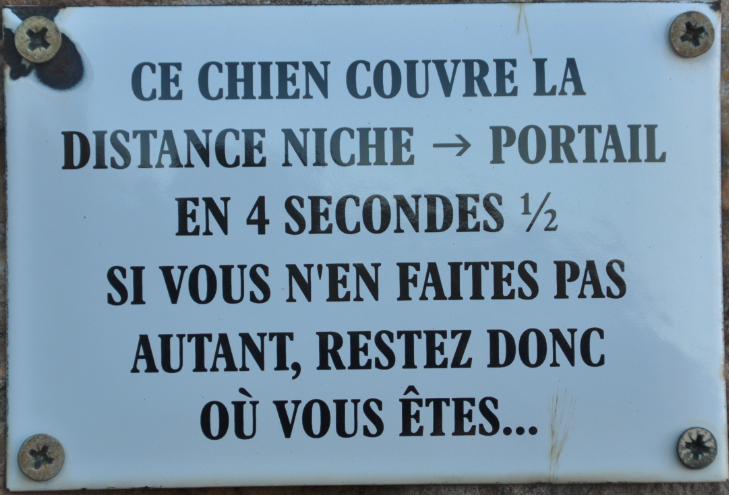 CE CHIEN COUVRE LA
DISTANCE NICHE → PORTAIL
EN 4 SECONDES ½
SI VOUS N'EN FAITES PAS
AUTANT, RESTEZ DONC
OÙ VOUS ÊTES...